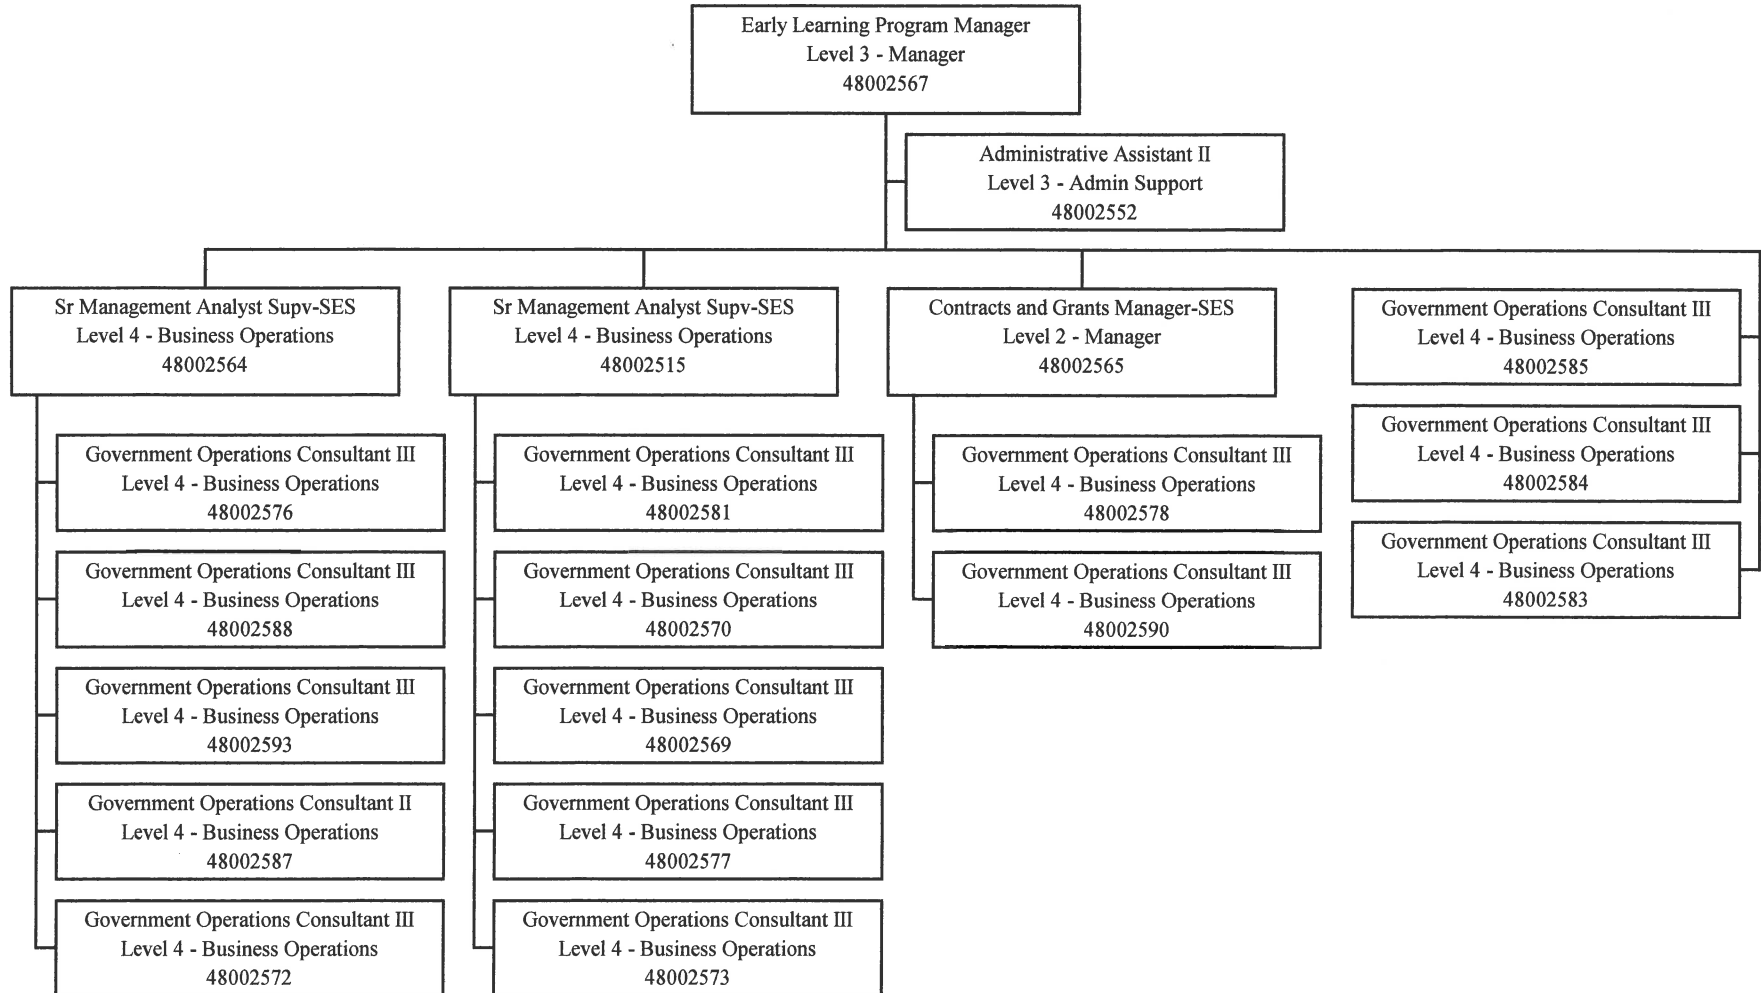 Early Learning Program Manager
Level 3 - Manager
48002567
Administrative Assistant II
Level 3 - Admin Support
48002552
Sr Management Analyst Supv-SES
Level 4 - Business Operations
48002564
Government Operations Consultant III
Level 4 - Business Operations
48002576
Government Operations Consultant III
Level 4 - Business Operations
48002588
Government Operations Consultant III
Level 4 - Business Operations
48002593
Government Operations Consultant II
Level 4 - Business Operations
48002587
Government Operations Consultant III
Level 4 - Business Operations
48002572
Sr Management Analyst Supv-SES
Level 4 - Business Operations
48002515
Government Operations Consultant III
Level 4 - Business Operations
48002581
Government Operations Consultant III
Level 4 - Business Operations
48002570
Government Operations Consultant III
Level 4 - Business Operations
48002569
Government Operations Consultant III
Level 4 - Business Operations
48002577
Government Operations Consultant III
Level 4 - Business Operations
48002573
Contracts and Grants Manager-SES
Level 2 - Manager
48002565
Government Operations Consultant III
Level 4 - Business Operations
48002578
Government Operations Consultant III
Level 4 - Business Operations
48002590
Government Operations Consultant III
Level 4 - Business Operations
48002585
Government Operations Consultant III
Level 4 - Business Operations
48002584
Government Operations Consultant III
Level 4 - Business Operations
48002583